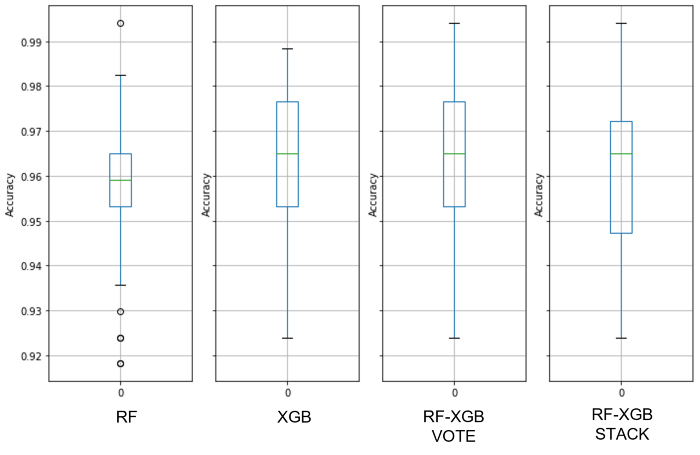 0.99
0.98
0.97
0.96
0.95
0.94
0.93
0.92
Accuracy
Accuracy
Accuracy
Accuracy
0
0
0
0
RF
XGB
RF-XGB
VOTE
RF-XGB
STACK